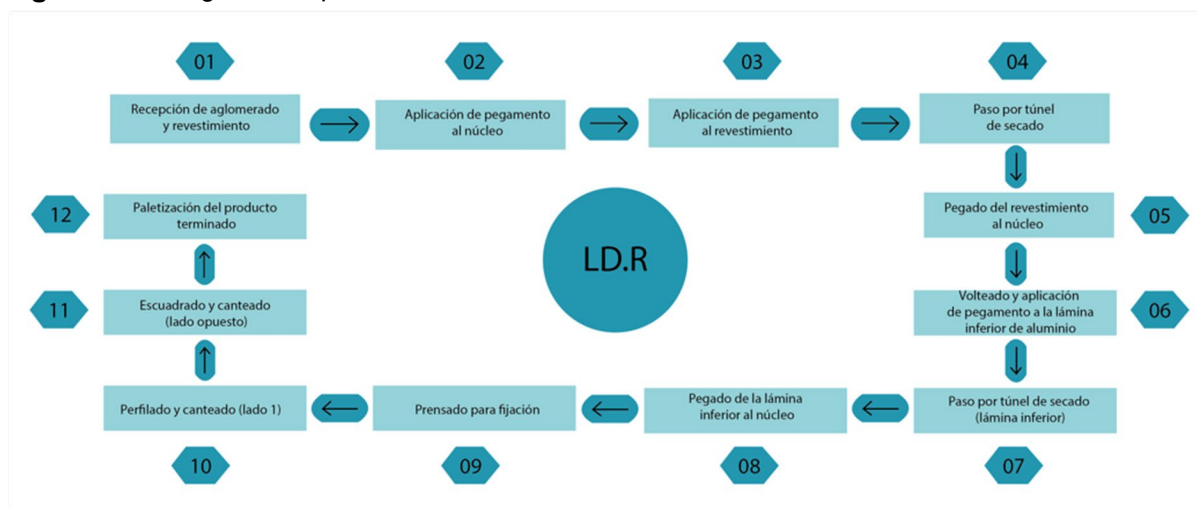 01
Recepción de aglomerado
y revestimiento
02
Aplicación de pegamento
al núcleo
03
Aplicación de pegamento
al revestimiento
04
Paso por túnel
de secado
05
Pegado del revestimiento
al núcleo
06
Volteado y aplicación
de pegamento a la lámina
inferior de aluminio
07
Paso por túnel de secado
(lámina inferior)
08
Pegado de la lámina
inferior al núcleo
09
Prensado para fijación
10
Perfilado y canteado (lado 1)
11
Escuadrado y canteado
(lado opuesto)
12
Paletización del producto
terminado
LD.R